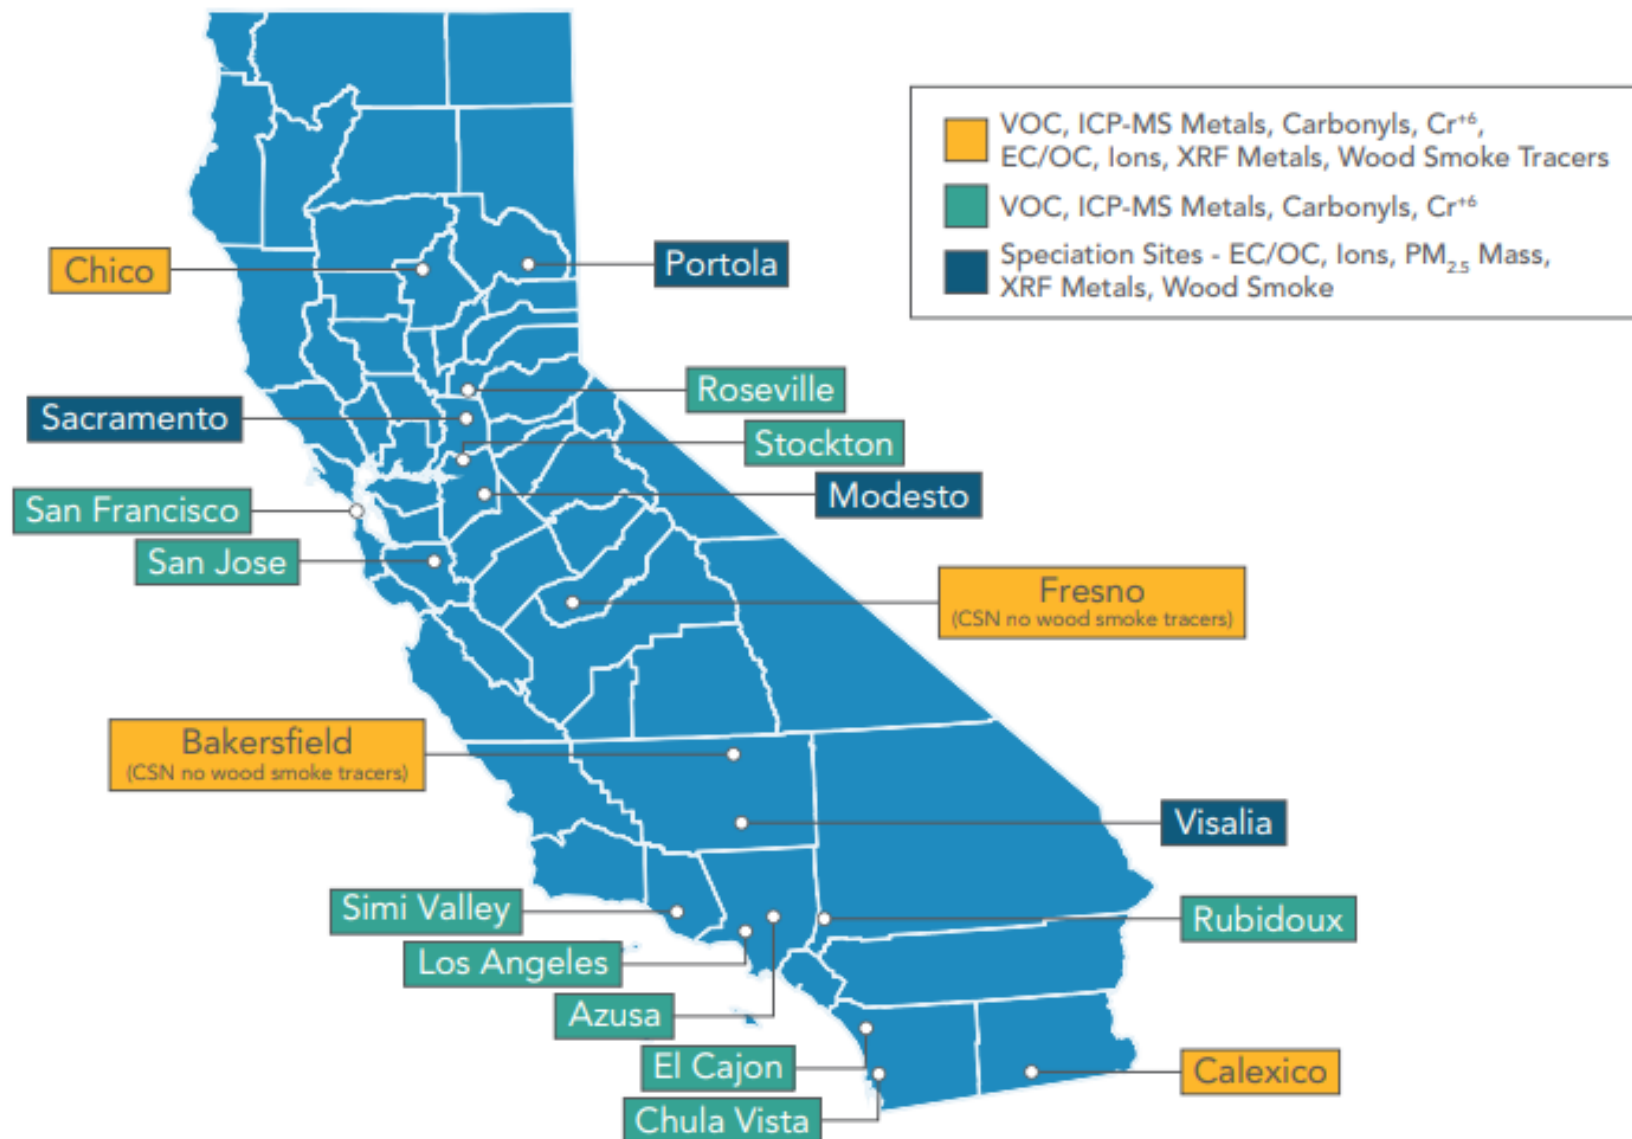 VOC, ICP-MS Metals, Carbonyls, Cr⁺⁶,
EC/OC, Ions, XRF Metals, Wood Smoke Tracers
VOC, ICP-MS Metals, Carbonyls, Cr⁺⁶
Speciation Sites - EC/OC, Ions, PM₂.₅ Mass,
XRF Metals, Wood Smoke
Chico
Portola
Roseville
Sacramento
Stockton
Modesto
San Francisco
San Jose
Fresno
(CSN no wood smoke tracers)
Bakersfield
(CSN no wood smoke tracers)
Visalia
Simi Valley
Rubidoux
Los Angeles
Azusa
El Cajon
Calexico
Chula Vista